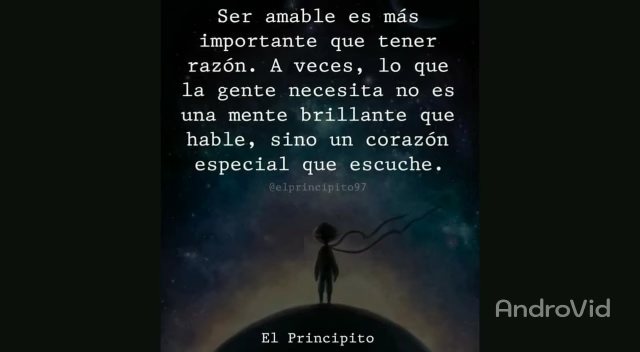 Ser amable es más
importante que tener
razón. A veces, lo que
la gente necesita no es
una mente brillante que
hable, sino un corazón
especial que escuche.
@elprincipito97
AndroVid
El Principito